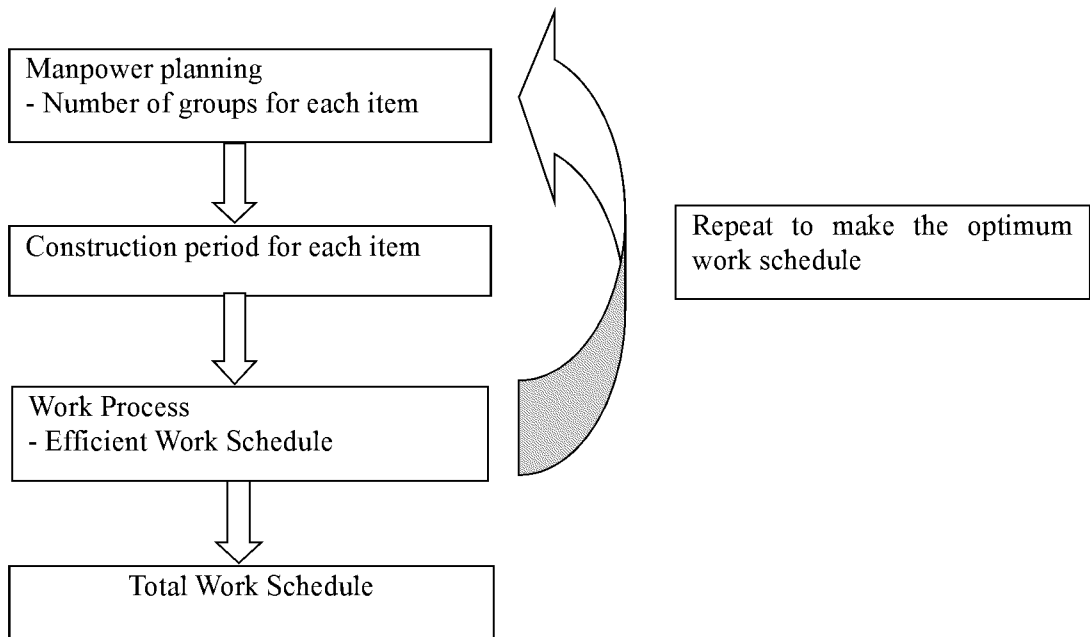 Manpower planning
- Number of groups for each item
Construction period for each item
Repeat to make the optimum
work schedule
Work Process
- Efficient Work Schedule
Total Work Schedule